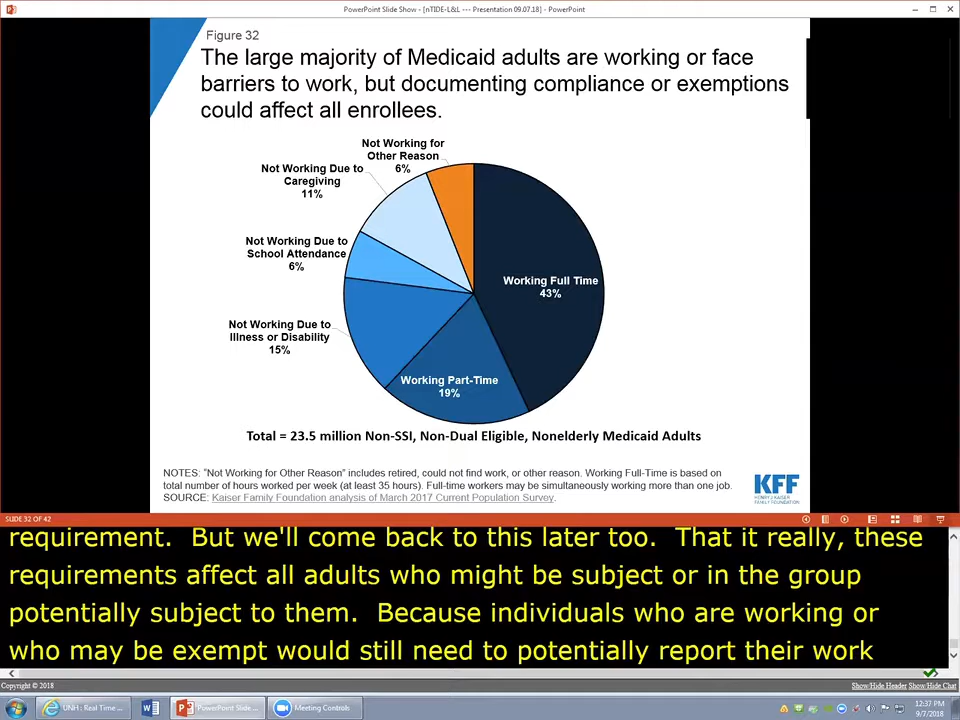 PowerPoint Slide Show - [nTIDE-L&L --- Presentation 09.07.18] - PowerPoint
Figure 32
The large majority of Medicaid adults are working or face
barriers to work, but documenting compliance or exemptions
could affect all enrollees.
Not Working for
Other Reason
6%
Not Working Due to
Caregiving
11%
Not Working Due to
School Attendance
6%
Not Working Due to
Illness or Disability
15%
Working Full Time
43%
Working Part-Time
19%
Total = 23.5 million Non-SSI, Non-Dual Eligible, Nonelderly Medicaid Adults
NOTES: "Not Working for Other Reason" includes retired, could not find work, or other reason. Working Full-Time is based on
total number of hours worked per week (at least 35 hours). Full-time workers may be simultaneously working more than one job.
SOURCE: Kaiser Family Foundation analysis of March 2017 Current Population Survey.
KFF
HENRY J KAISER
FAMILY FOUNDATION
SLIDE 32 OF 42
requirement.  But we'll come back to this later too.  That it really, these
requirements affect all adults who might be subject or in the group
potentially subject to them.  Because individuals who are working or
who may be exempt would still need to potentially report their work
Copyright © 2018
Show/Hide Header Show/Hide Chat
UNH : Real Time ...
PowerPoint Slide...
Meeting Controls
12:37 PM
9/7/2018